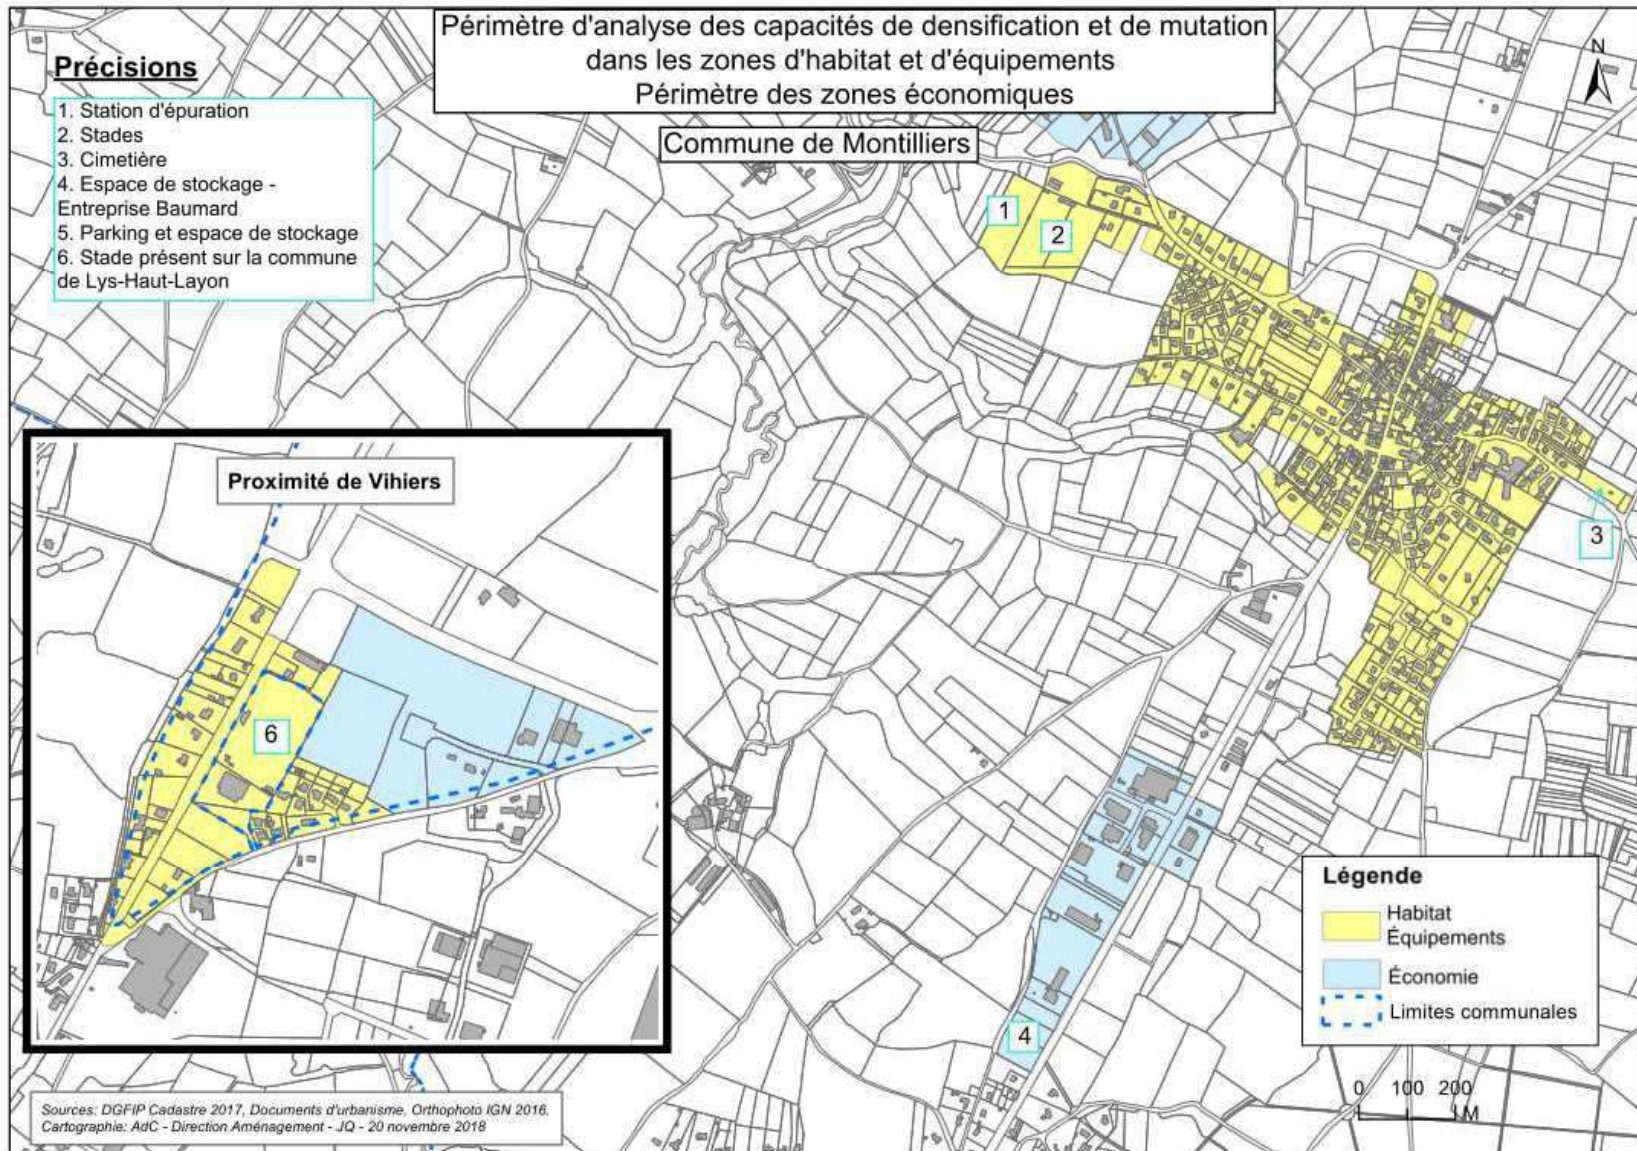 Périmètre d'analyse des capacités de densification et de mutation
dans les zones d'habitat et d'équipements
Périmètre des zones économiques
Commune de Montilliers
Précisions
1. Station d'épuration
2. Stades
3. Cimetière
4. Espace de stockage -
Entreprise Baumard
5. Parking et espace de stockage
6. Stade présent sur la commune
de Lys-Haut-Layon
N
1
2
3
4
Proximité de Vihiers
6
Légende
Habitat
Équipements
Économie
Limites communales
0 100 200
M
Sources: DGFIP Cadastre 2017, Documents d'urbanisme, Orthophoto IGN 2016,
Cartographie: AdC - Direction Aménagement - JQ - 20 novembre 2018